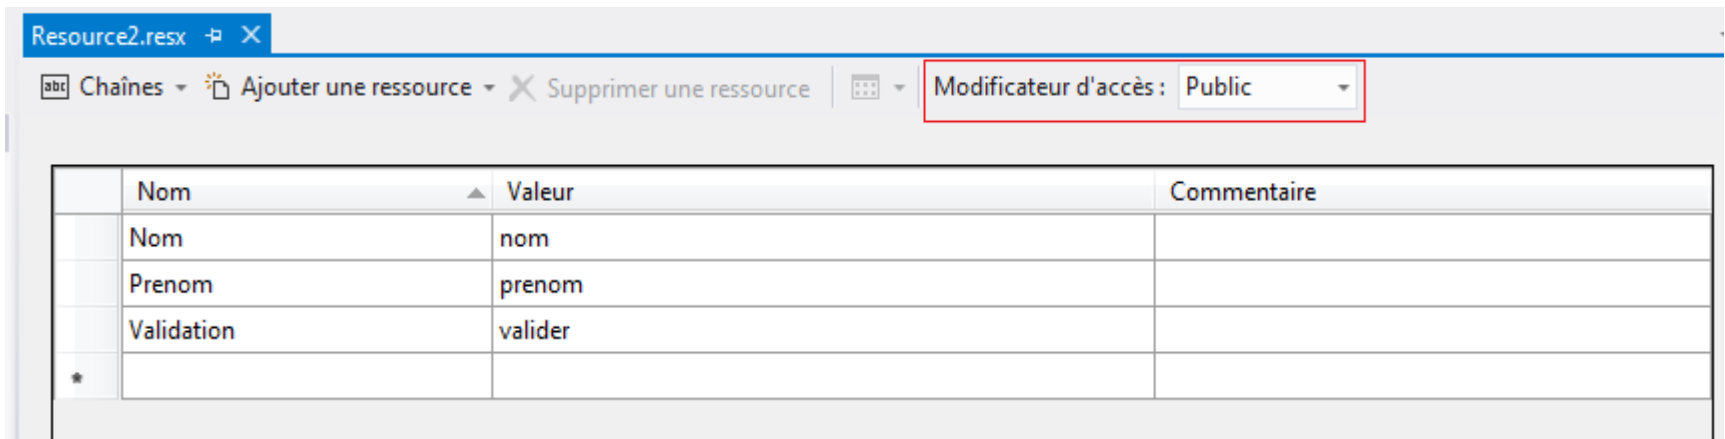 Resource2.resx
abc Chaînes Ajouter une ressource Supprimer une ressource Modificateur d'accès : Public
Nom Valeur Commentaire
Nom nom
Prenom prenom
Validation valider
*